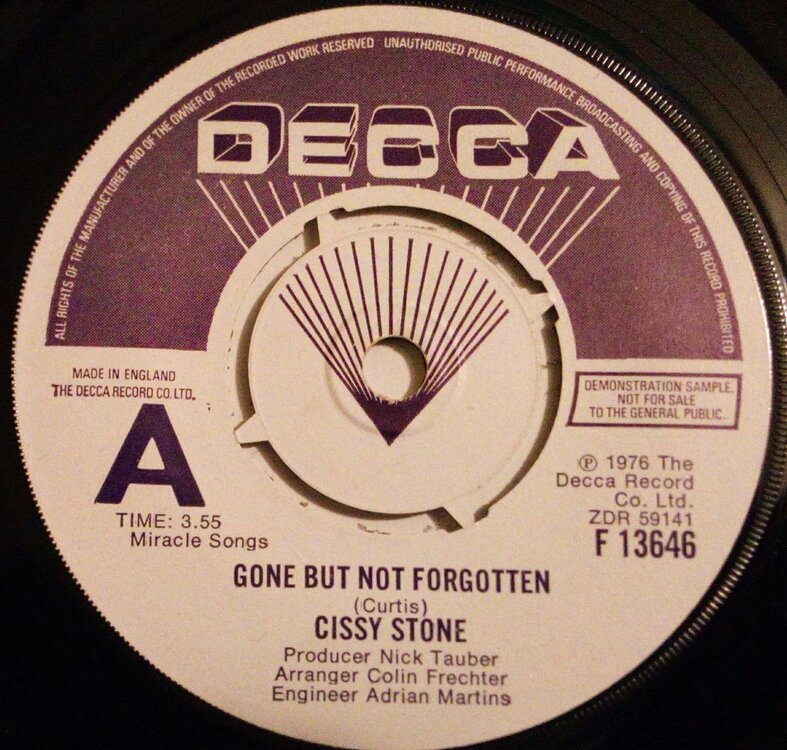 ALL RIGHTS OF THE MANUFACTURER AND OF THE OWNER OF THE RECORDED WORK RESERVED UNAUTHORISED PUBLIC PERFORMANCE BROADCASTING AND COPYING OF THIS RECORD PROHIBITED
DECCA
MADE IN ENGLAND
THE DECCA RECORD CO. LTD.
A
TIME: 3.55
Miracle Songs
DEMONSTRATION SAMPLE.
NOT FOR SALE
TO THE GENERAL PUBLIC.
℗ 1976 The
Decca Record
Co. Ltd.
ZDR 59141
F 13646
GONE BUT NOT FORGOTTEN
(Curtis)
CISSY STONE
Producer Nick Tauber
Arranger Colin Frechter
Engineer Adrian Martins